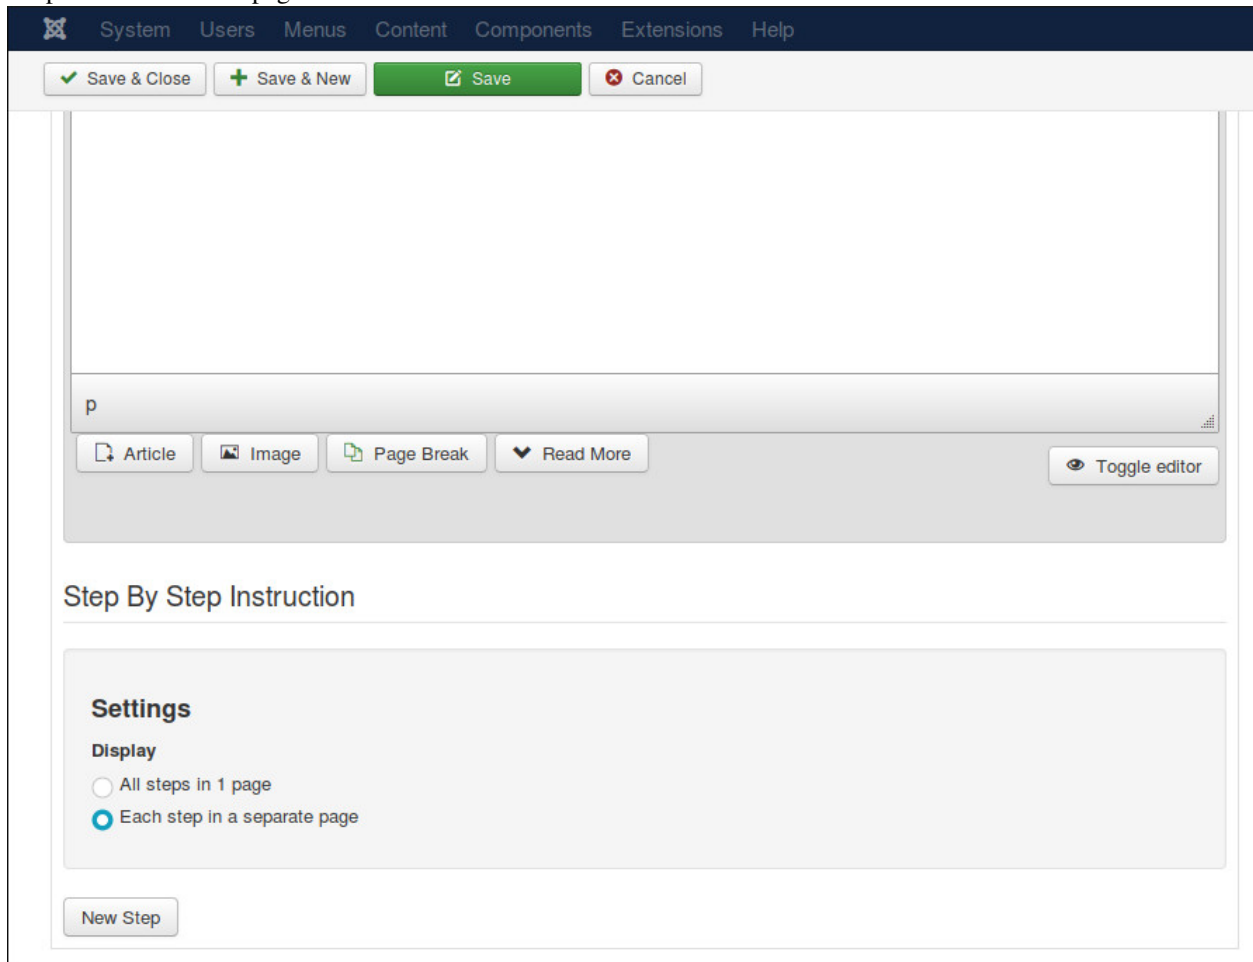 System Users Menus Content Components Extensions Help
Save & Close Save & New Save Cancel
p
Article Image Page Break Read More
Toggle editor
Step By Step Instruction
Settings
Display
All steps in 1 page
Each step in a separate page
New Step